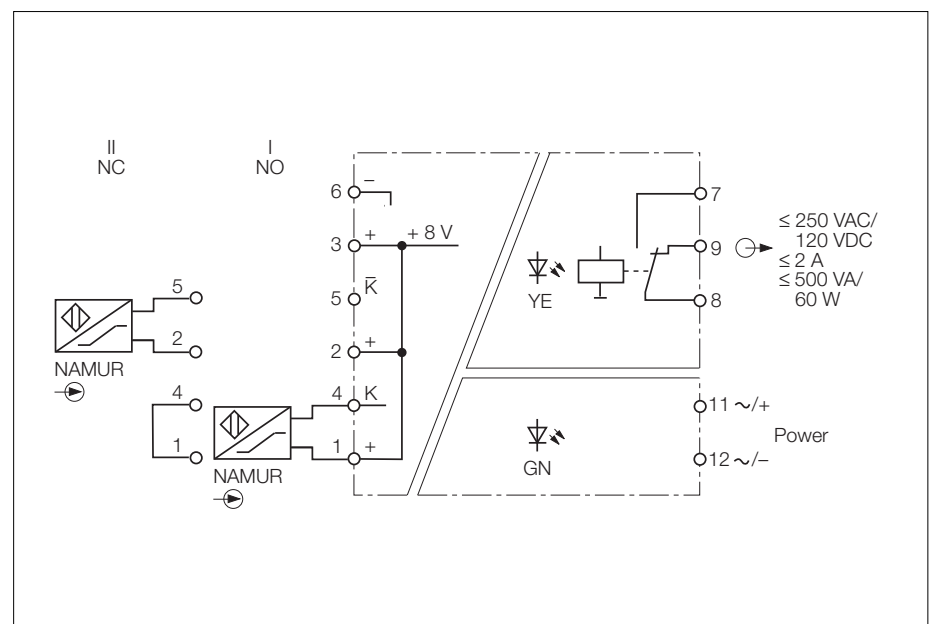 II
NC
I
NO
6 –
3 + + 8 V
5 K̄
2 +
4 K
1 +
5
2
NAMUR
4
1
NAMUR
YE
7
9
8
≤ 250 VAC/
120 VDC
≤ 2 A
≤ 500 VA/
60 W
GN
11 ~/+
Power
12 ~/–